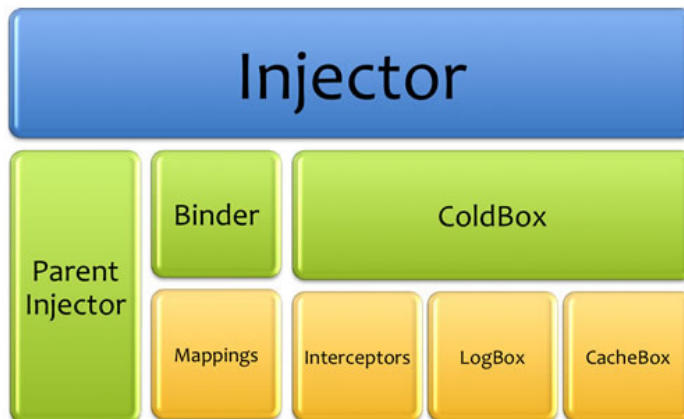 Injector
Parent
Injector
Binder
ColdBox
Mappings
Interceptors
LogBox
CacheBox